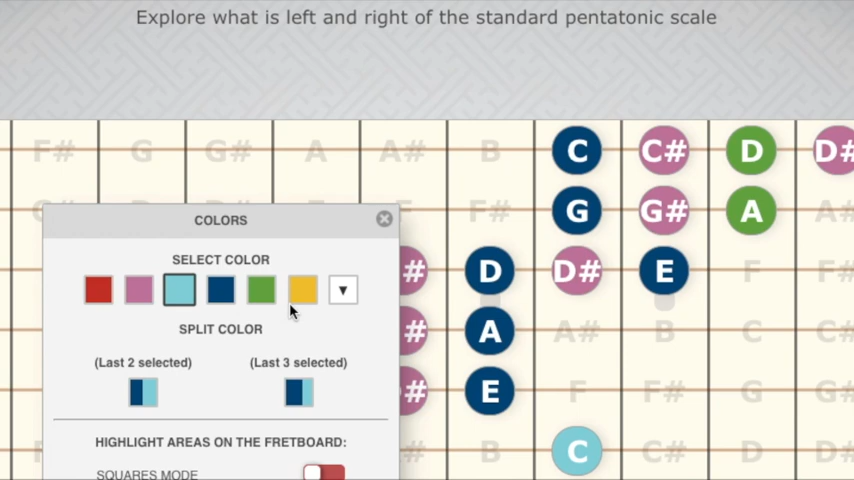 Explore what is left and right of the standard pentatonic scale
F# G G# A A# B C C# D D#
F F# G G# A A#
COLORS
# D D# E F F#
SELECT COLOR
▼
SPLIT COLOR
# A A# B C C#
(Last 2 selected) (Last 3 selected)
# E F F# G G#
HIGHLIGHT AREAS ON THE FRETBOARD:
# B C C# D D#
SQUARES MODE